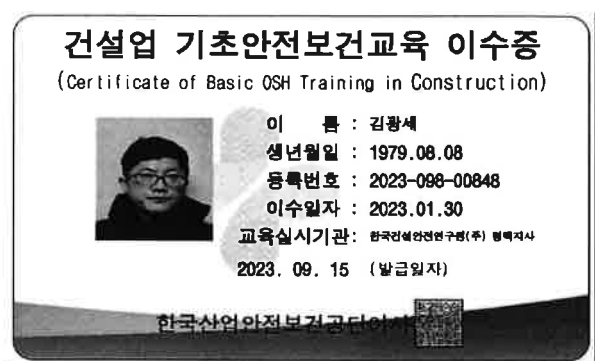 건설업 기초안전보건교육 이수증
(Certificate of Basic OSH Training in Construction)
이 름 : 김광세
생년월일 : 1979.08.08
등록번호 : 2023-098-00848
이수일자 : 2023.01.30
교육실시기관: 한국건설안전연구원(주) 평택지사
2023. 09. 15 (발급일자)
한국산업안전보건공단이사